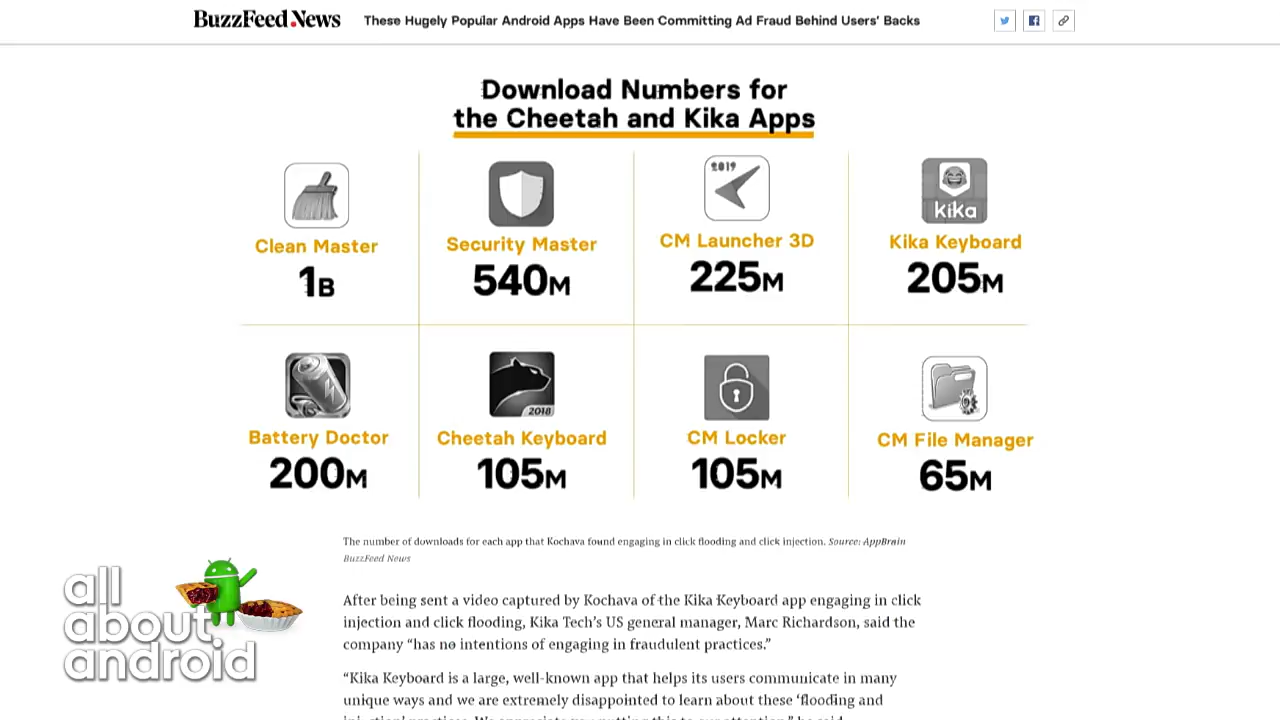 BuzzFeed News These Hugely Popular Android Apps Have Been Committing Ad Fraud Behind Users' Backs
Download Numbers for
the Cheetah and Kika Apps
2019
kika
Clean Master Security Master CM Launcher 3D Kika Keyboard
1B 540M 225M 205M
2018
Battery Doctor Cheetah Keyboard CM Locker CM File Manager
200M 105M 105M 65M
The number of downloads for each app that Kochava found engaging in click flooding and click injection. Source: AppBrain
BuzzFeed News
After being sent a video captured by Kochava of the Kika Keyboard app engaging in click
injection and click flooding, Kika Tech's US general manager, Marc Richardson, said the
company “has no intentions of engaging in fraudulent practices.”
“Kika Keyboard is a large, well-known app that helps its users communicate in many
unique ways and we are extremely disappointed to learn about these ‘flooding and
all
about
android